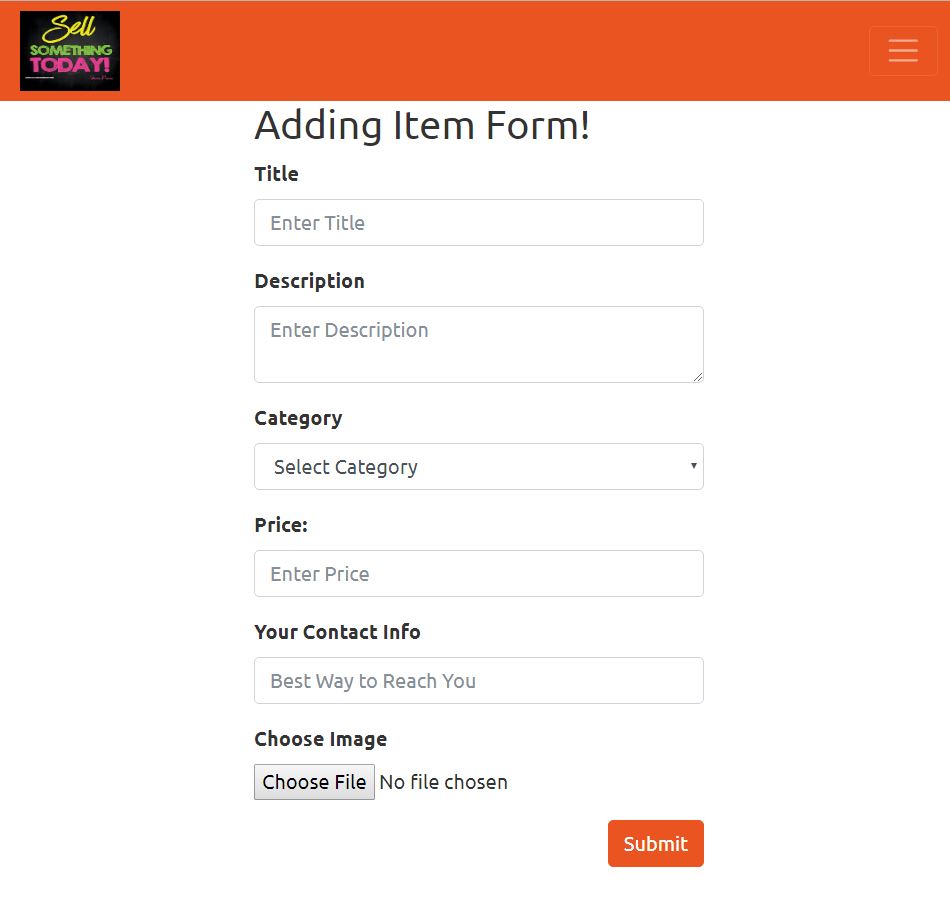 Sell
SOMETHING
TODAY!
Adding Item Form!
Title
Enter Title
Description
Enter Description
Category
Select Category
Price:
Enter Price
Your Contact Info
Best Way to Reach You
Choose Image
Choose File No file chosen
Submit